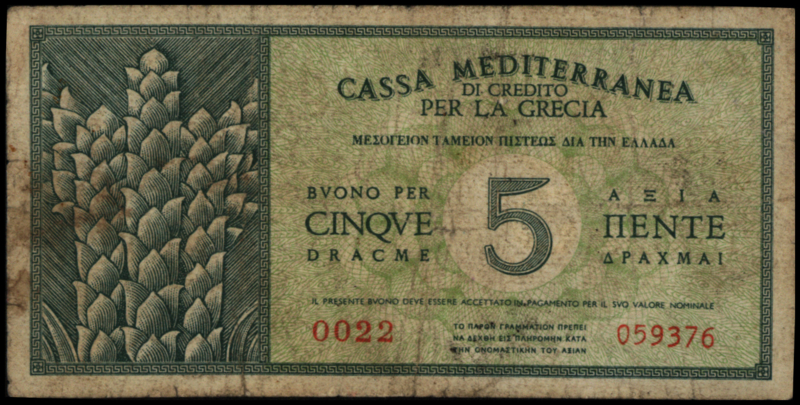 CASSA MEDITERRANEA
DI CREDITO
PER LA GRECIA
ΜΕΣΟΓΕΙΟΝ ΤΑΜΕΙΟΝ ΠΙΣΤΕΩΣ ΔΙΑ ΤΗΝ ΕΛΛΑΔΑ
BVONO PER
CINQVE
DRACME
5
ΑΞΙΑ
ΠΕΝΤΕ
ΔΡΑΧΜΑΙ
IL PRESENTE BVONO DEVE ESSERE ACCETTATO IN PAGAMENTO PER IL SVO VALORE NOMINALE
0022
ΤΟ ΠΑΡΟΝ ΓΡΑΜΜΑΤΙΟΝ ΠΡΕΠΕΙ
ΝΑ ΔΕΧΘΗ ΕΙΣ ΠΛΗΡΩΜΗΝ ΚΑΤΑ
ΤΗΝ ΟΝΟΜΑΣΤΙΚΗΝ ΤΟΥ ΑΞΙΑΝ
059376